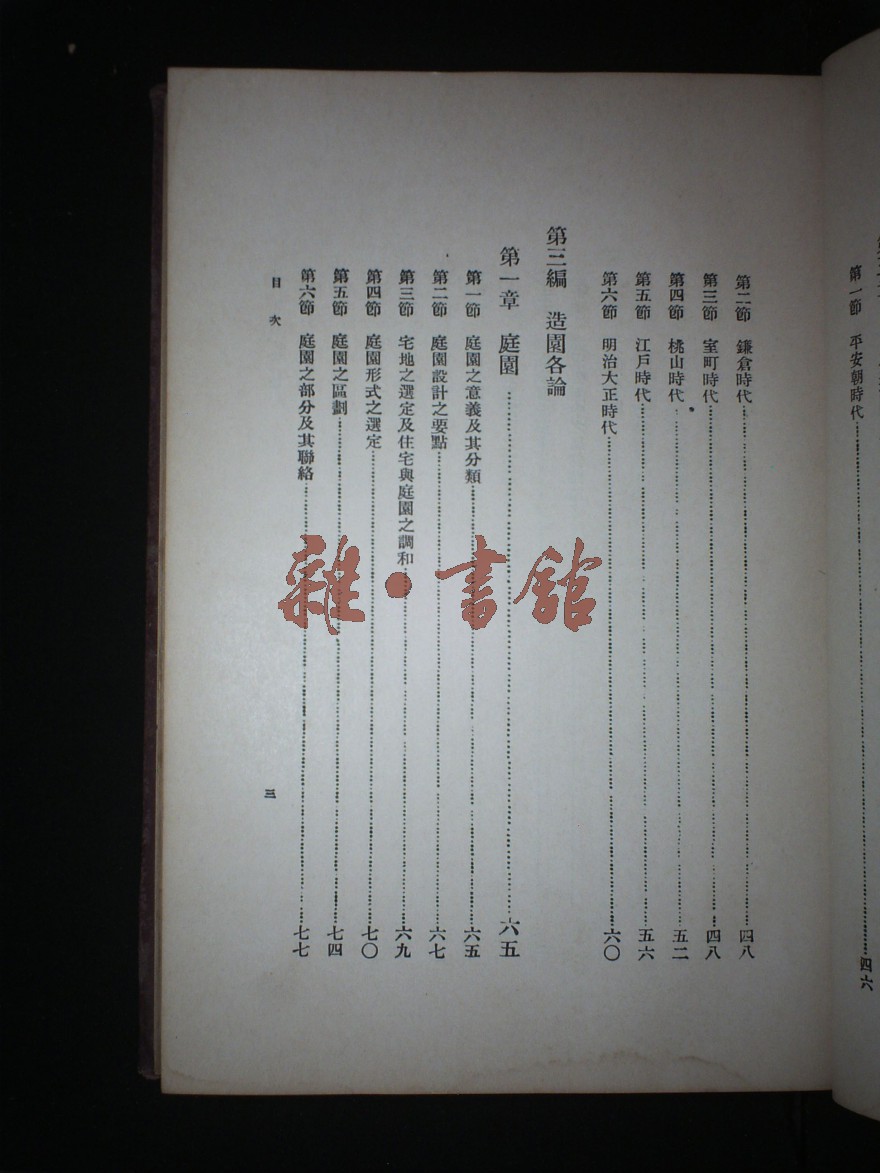 第一節 平安朝時代……四六
第二節 鎌倉時代……四八
第三節 室町時代……四八
第四節 桃山時代……五二
第五節 江戶時代……五六
第六節 明治大正時代……六〇
第三編 造園各論
第一章 庭園……六五
第一節 庭園之意義及其分類……六五
第二節 庭園設計之要點……六七
第三節 宅地之選定及住宅與庭園之調和……六九
第四節 庭園形式之選定……七〇
第五節 庭園之區劃……七四
第六節 庭園之部分及其聯絡……七七
目次
三
雜·書館